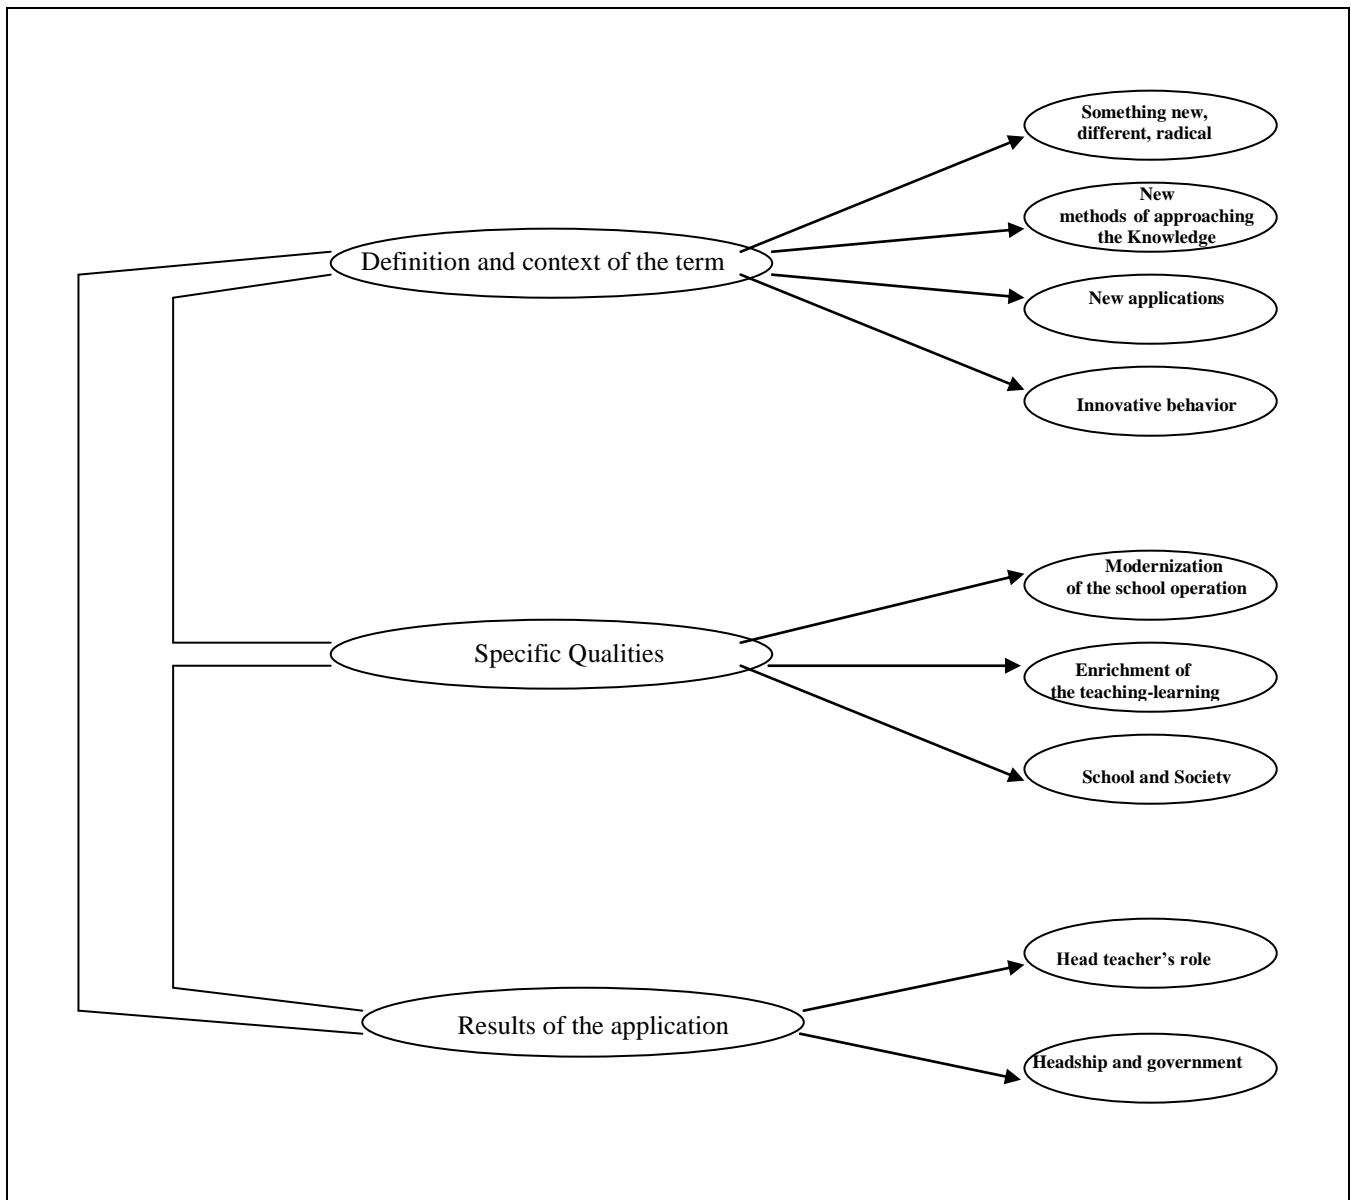 Something new,
different, radical
New
methods of approaching
the Knowledge
Definition and context of the term
New applications
Innovative behavior
Modernization
of the school operation
Specific Qualities
Enrichment of
the teaching-learning
School and Society
Head teacher's role
Results of the application
Headship and government